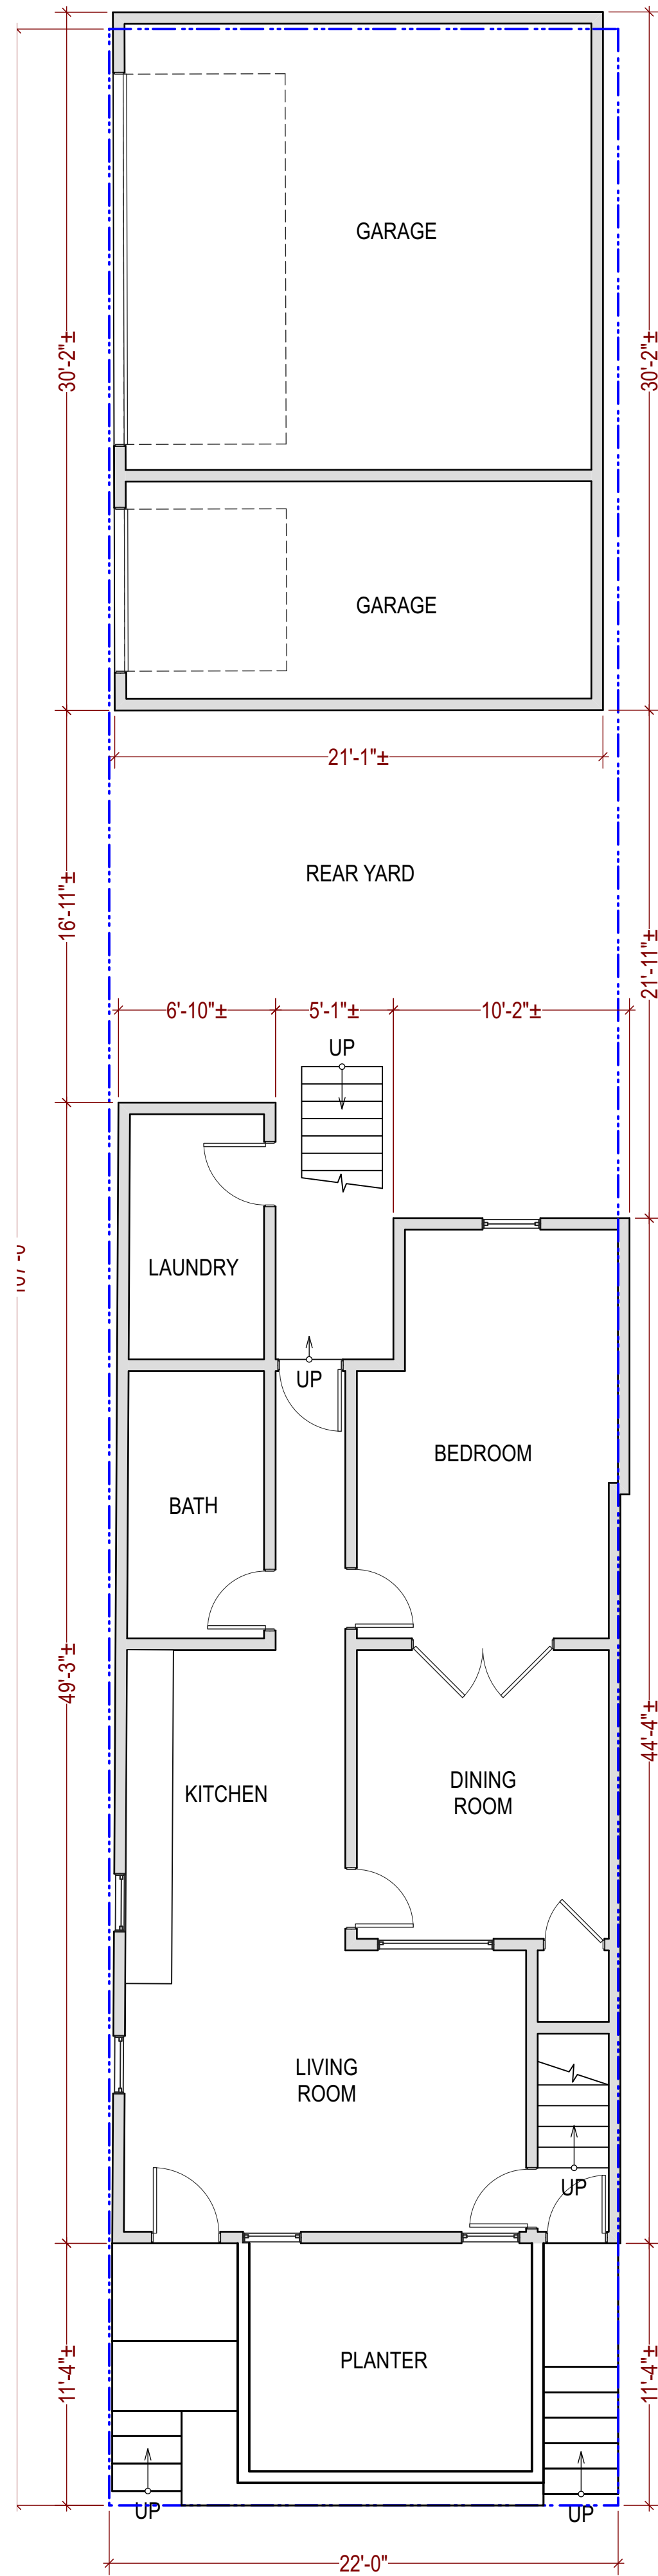 GARAGE
30'-2"±
30'-2"±
GARAGE
21'-1"±
REAR YARD
16'-11"±
21'-11"±
6'-10"±
5'-1"±
10'-2"±
UP
LAUNDRY
UP
BEDROOM
BATH
49'-3"±
44'-4"±
KITCHEN
DINING
ROOM
LIVING
ROOM
UP
PLANTER
11'-4"±
11'-4"±
UP
UP
22'-0"